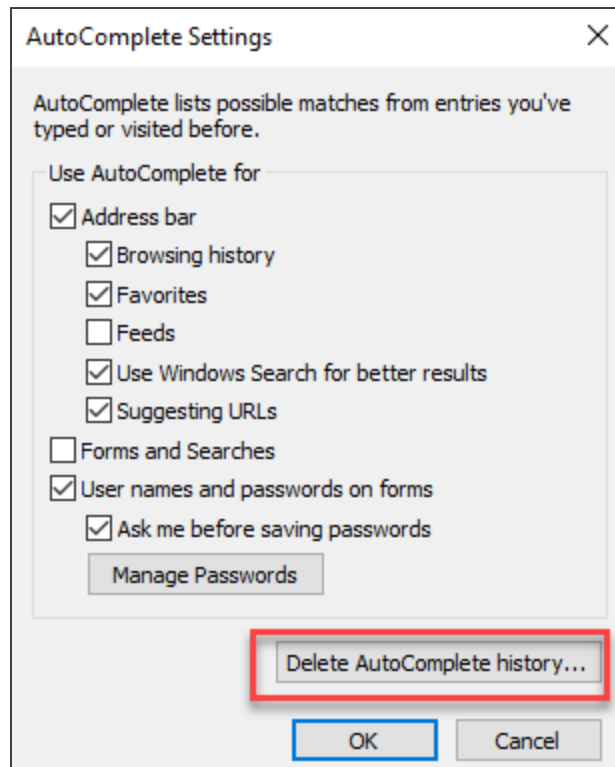 AutoComplete Settings
AutoComplete lists possible matches from entries you've
typed or visited before.
Use AutoComplete for
Address bar
Browsing history
Favorites
Feeds
Use Windows Search for better results
Suggesting URLs
Forms and Searches
User names and passwords on forms
Ask me before saving passwords
Manage Passwords
Delete AutoComplete history...
OK Cancel